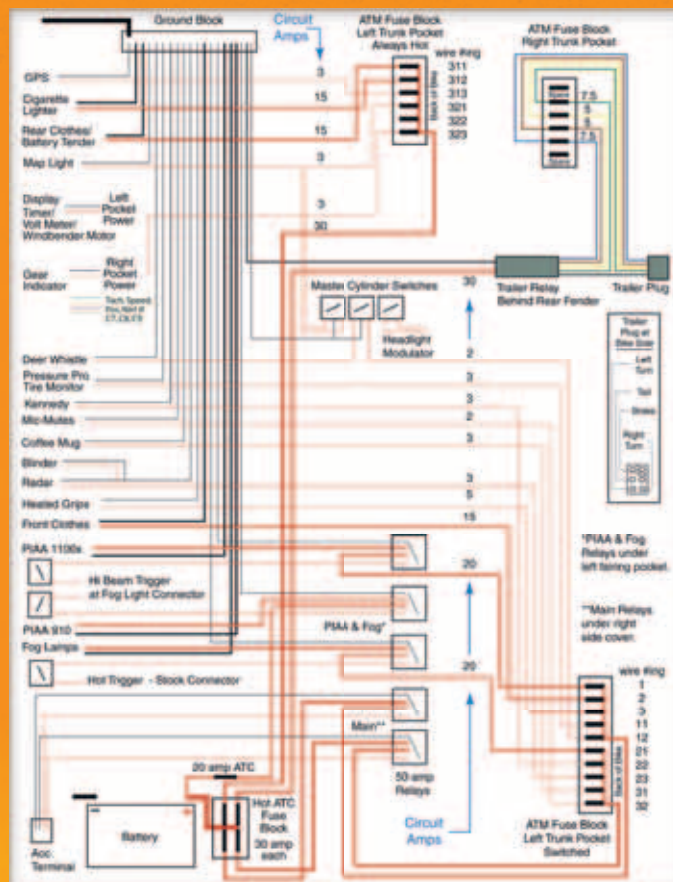 Ground Block
Circuit
Amps
ATM Fuse Block
Left Trunk Pocket
Always Hot
wire #ing
311
312
313
321
322
323
Back of Bike
ATM Fuse Block
Right Trunk Pocket
Spare
7.5
5
5
7.5
Spare
GPS
3
Cigarette
Lighter
15
Rear Clothes/
Battery Tender
15
Map Light
3
Display
Timer/
Volt Meter/
Windbender Motor
Left
Pocket
Power
3
30
Gear
Indicator
Right
Pocket
Power
30
Trailer Relay
Behind Rear Fender
Trailer Plug
Master Cylinder Switches
Headlight
Modulator
Trailer
Plug at
Bike Side
Left
Turn
Tail
Brake
Right
Turn
Deer Whistle
2
Pressure Pro
Tire Monitor
3
Kennedy
3
Mic-Mutes
2
Coffee Mug
3
Blinder
Radar
3
Heated Grips
5
Front Clothes
15
PIAA 1100x
20
*PIAA & Fog
Relays under
left fairing pocket.
Hi Beam Trigger
at Fog Light Connector
PIAA 910
PIAA & Fog*
Fog Lamps
20
**Main Relays
under right
side cover.
Hot Trigger - Stock Connector
wire #ing
1
2
3
11
12
21
22
23
31
32
Back of Bike
Main**
20 amp ATC
50 amp
Relays
Hot ATC
Fuse
Block
30 amp
each
Battery
Acc.
Terminal
Circuit
Amps
ATM Fuse Block
Left Trunk Pocket
Switched